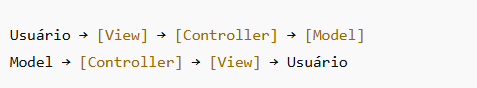 Usuário → [View] → [Controller] → [Model]
Model → [Controller] → [View] → Usuário